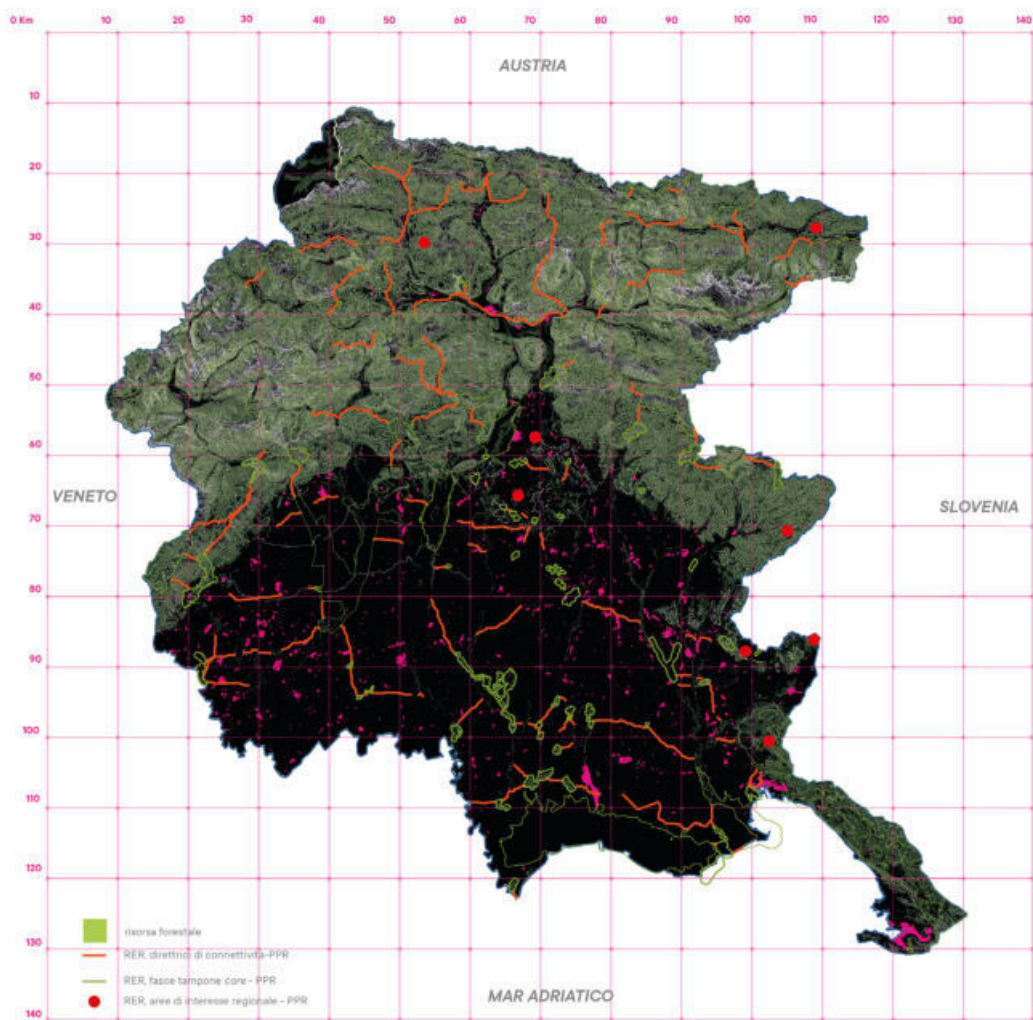 0 Km 10 20 30 40 50 60 70 80 90 100 110 120 130 140
AUSTRIA
10
20
30
40
50
60
VENETO
SLOVENIA
70
80
90
100
110
120
130
140
risorsa forestale
RER, direttrici di connettività-PPR
RER, fasce tampone core - PPR
RER, aree di interesse regionale - PPR
MAR ADRIATICO